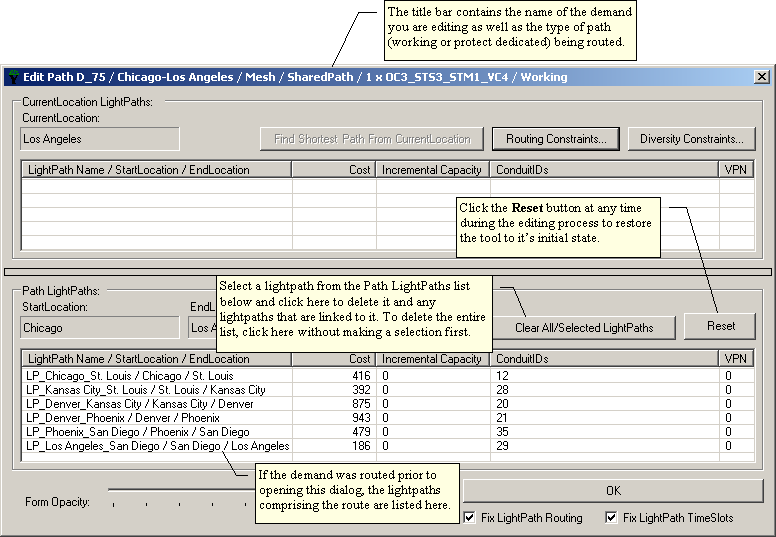 The title bar contains the name of the demand
you are editing as well as the type of path
(working or protect dedicated) being routed.
Edit Path D_75 / Chicago-Los Angeles / Mesh / SharedPath / 1 x OC3_STS3_STM1_VC4 / Working
CurrentLocation LightPaths:
CurrentLocation:
Los Angeles
Find Shortest Path From CurrentLocation
Routing Constraints...
Diversity Constraints...
LightPath Name / StartLocation / EndLocation Cost Incremental Capacity ConduitIDs VPN
Click the Reset button at any time
during the editing process to restore
the tool to it's initial state.
Path LightPaths:
StartLocation:
Chicago
EndL
Los A
Select a lightpath from the Path LightPaths list
below and click here to delete it and any
lightpaths that are linked to it. To delete the entire
list, click here without making a selection first.
Clear All/Selected LightPaths
Reset
LightPath Name / StartLocation / EndLocation Cost Incremental Capacity ConduitIDs VPN
LP_Chicago_St. Louis / Chicago / St. Louis 416 0 12 0
LP_Kansas City_St. Louis / St. Louis / Kansas City 392 0 28 0
LP_Denver_Kansas City / Kansas City / Denver 875 0 20 0
LP_Denver_Phoenix / Denver / Phoenix 943 0 21 0
LP_Phoenix_San Diego / Phoenix / San Diego 479 0 35 0
LP_Los Angeles_San Diego / San Diego / Los Angeles 186 0 29 0
If the demand was routed prior to
opening this dialog, the lightpaths
comprising the route are listed here.
Form Opacity:
OK
Fix LightPath Routing
Fix LightPath TimeSlots